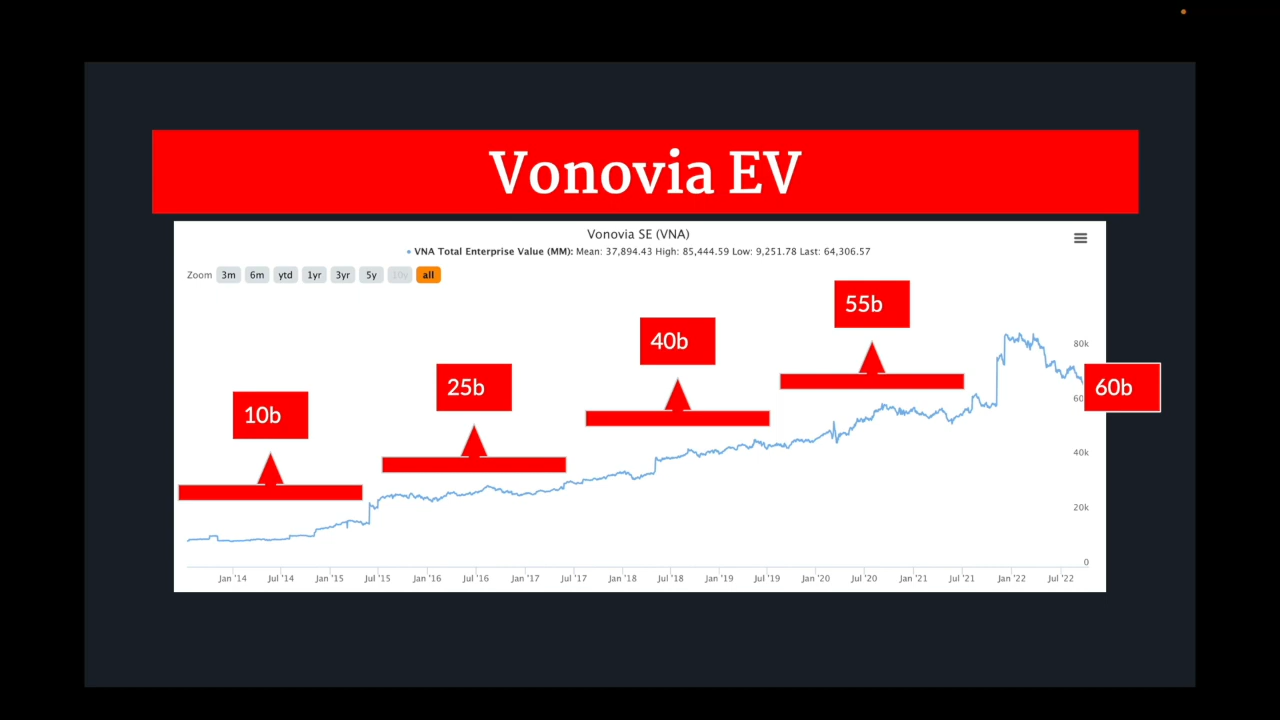 Vonovia EV
Vonovia SE (VNA)
VNA Total Enterprise Value (MM): Mean: 37,894.43 High: 85,444.59 Low: 9,251.78 Last: 64,306.57
Zoom 3m 6m ytd 1yr 3yr 5y 10y all
55b
40b
80k
25b
60b
60
10b
40k
20k
0
Jan '14 Jul '14 Jan '15 Jul '15 Jan '16 Jul '16 Jan '17 Jul '17 Jan '18 Jul '18 Jan '19 Jul '19 Jan '20 Jul '20 Jan '21 Jul '21 Jan '22 Jul '22